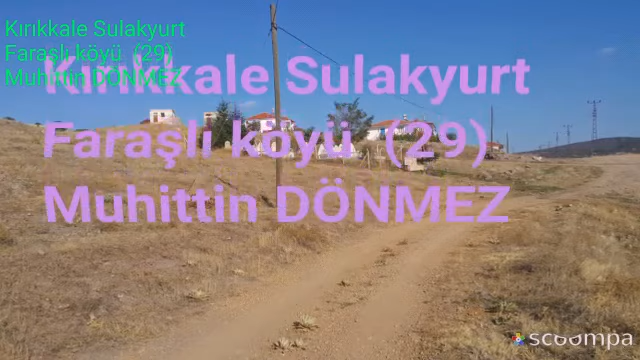 Kırıkkale Sulakyurt
Faraşlı köyü  (29)
Muhittin DÖNMEZ
Kırıkkale Sulakyurt
Faraşlı köyü  (29)
Muhittin DÖNMEZ
scoompa